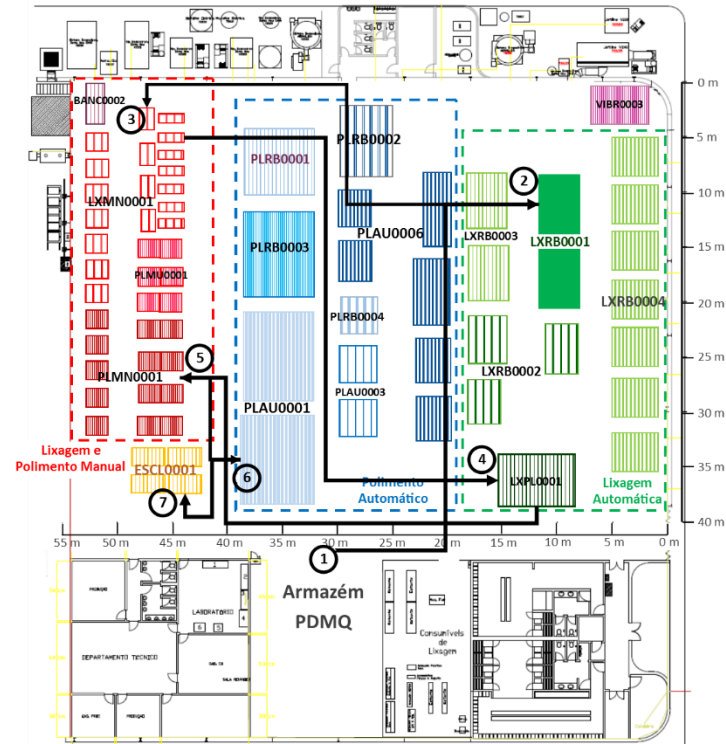 0 m
BANC0002
VIBR0003
3
PLRB0002
5 m
PLRB0001
2
10 m
LXMN0001
PLAU0006
LXRB0003
LXRB0001
PLRB0003
15 m
PLMU0001
LXRB0004
20 m
PLRB0004
5
LXRB0002
25 m
PLMN0001
PLAU0003
PLAU0001
30 m
Lixagem e
Polimento Manual
ESCL0001
6
Polimento
Automático
4
LXPL0001
Lixagem
Automática
35 m
7
40 m
55 m
50 m
45 m
40 m
35 m
30 m
25 m
20 m
15 m
10 m
5 m
0 m
1
Armazém
PDMQ
LABORATORIO
Consumíveis
de
Lixagem
DEPARTAMENTO TECNICO